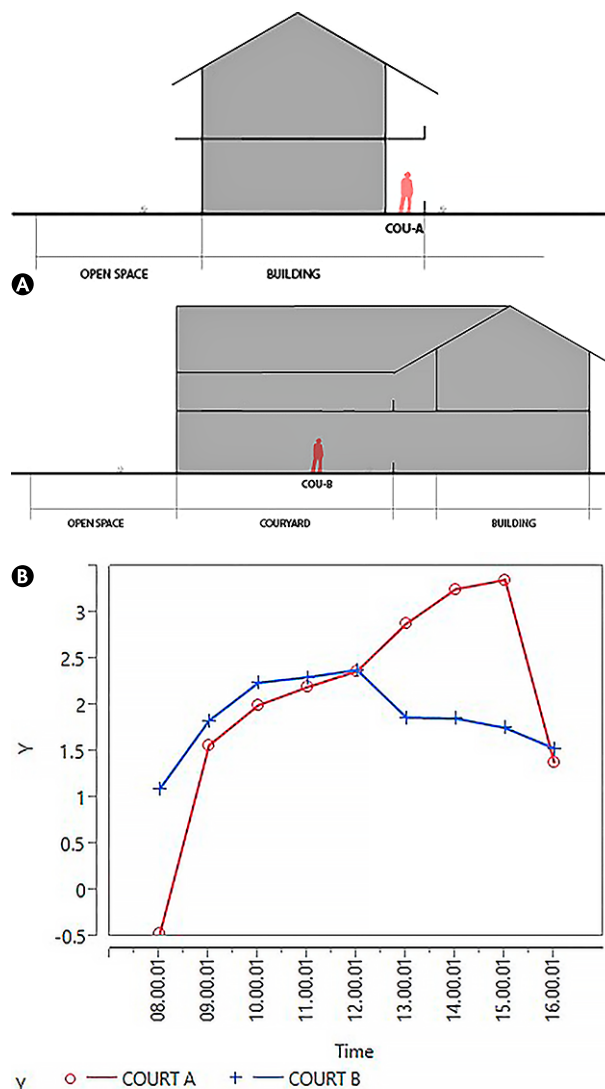 COU-A
OPEN SPACE BUILDING
A
COU-B
OPEN SPACE COURYARD BUILDING
B
3
2.5
2
1.5
1
0.5
0
-0.5
Y
08.00.01 09.00.01 10.00.01 11.00.01 12.00.01 13.00.01 14.00.01 15.00.01 16.00.01
Time
Y COURT A COURT B